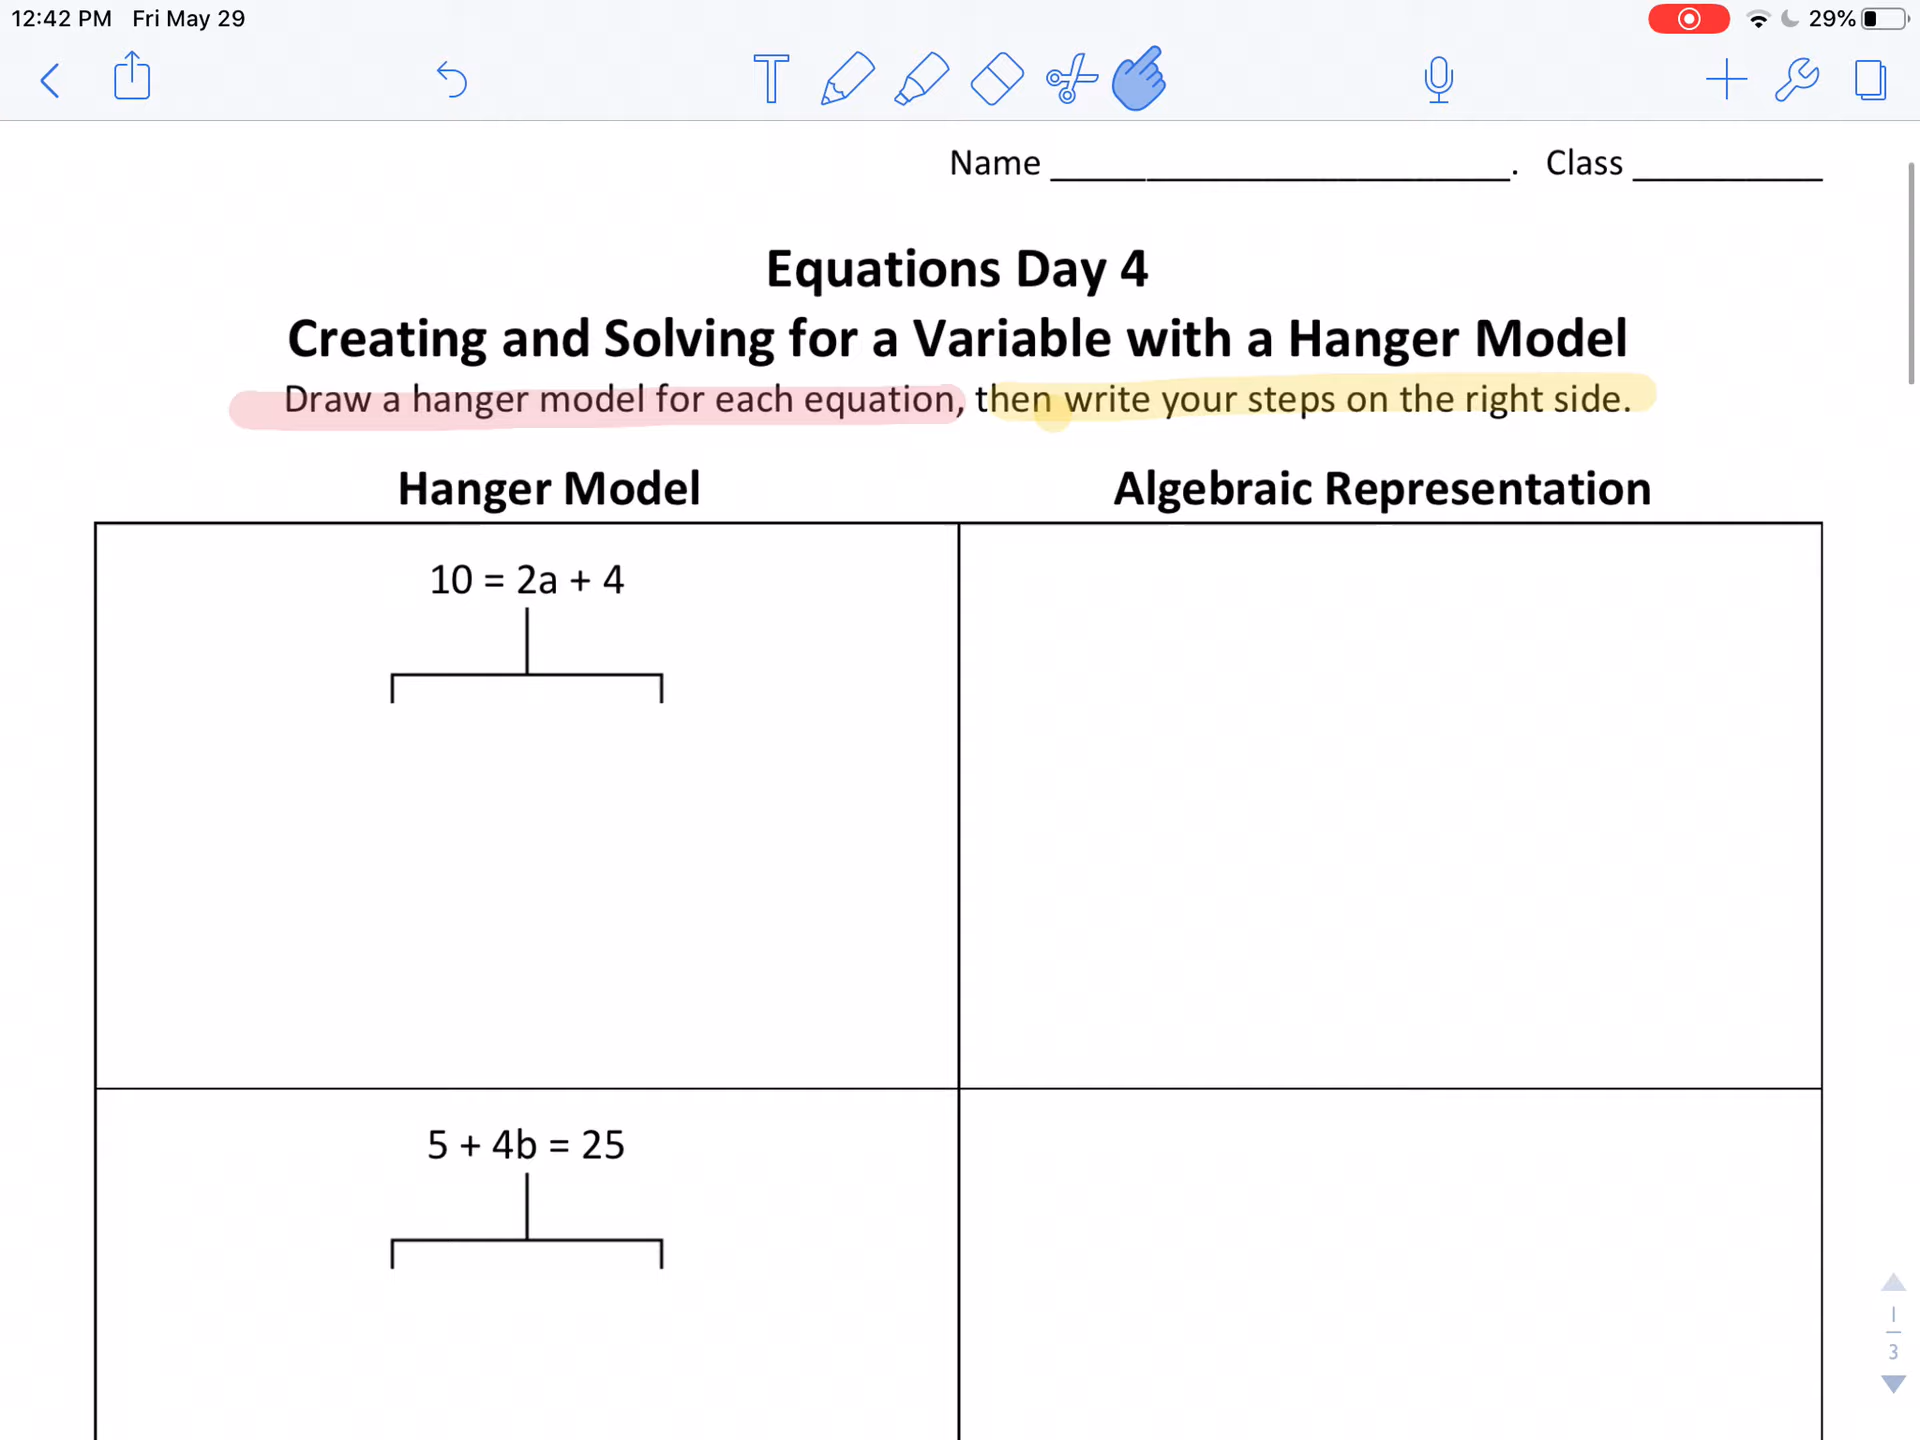 12:42 PM Fri May 29
29%
Name ____________________. Class _________
Equations Day 4
Creating and Solving for a Variable with a Hanger Model
Draw a hanger model for each equation, then write your steps on the right side.
Hanger Model
Algebraic Representation
10 = 2a + 4
5 + 4b = 25
1
3